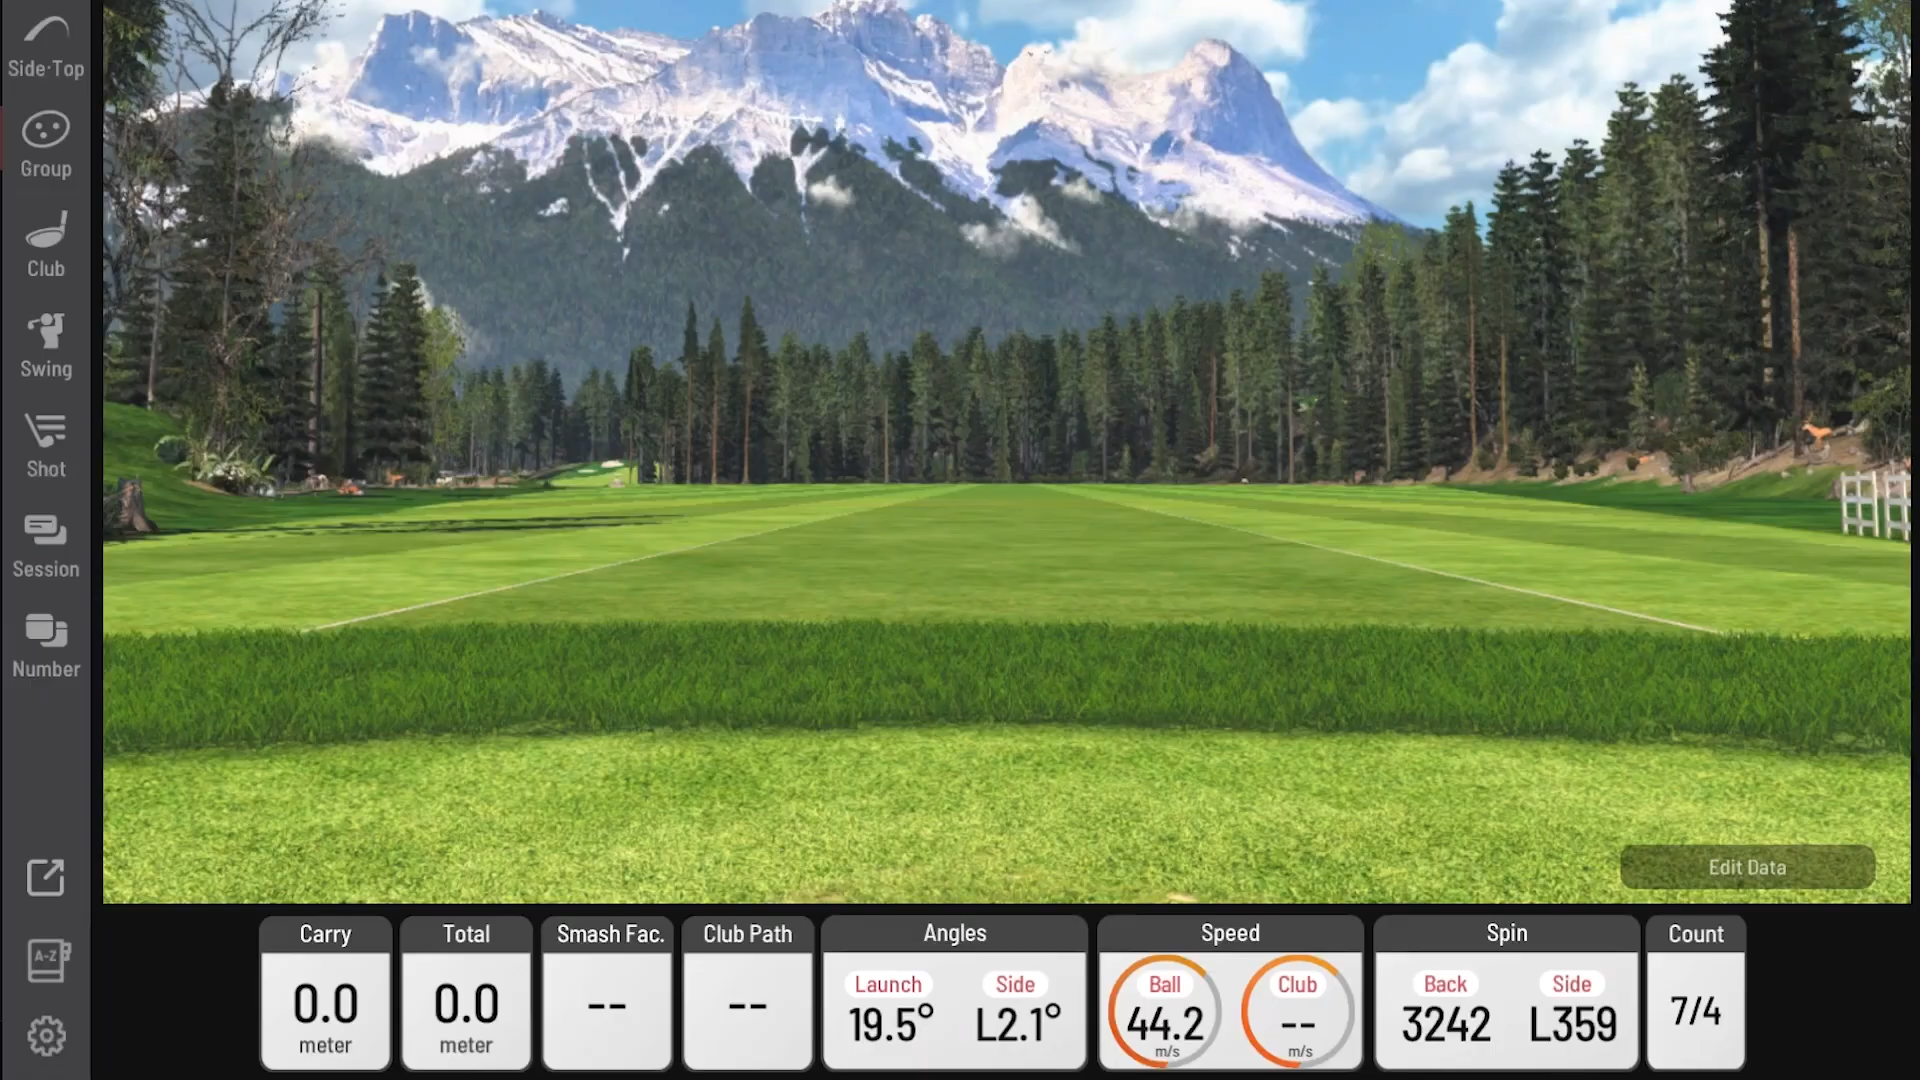 Side·Top
Group
Club
Swing
Shot
Session
Number
A-Z
Edit Data
Carry
0.0
meter
Total
0.0
meter
Smash Fac.
--
Club Path
--
Angles
Launch Side
19.5° L2.1°
Speed
Ball Club
44.2 --
m/s m/s
Spin
Back Side
3242 L359
Count
7/4